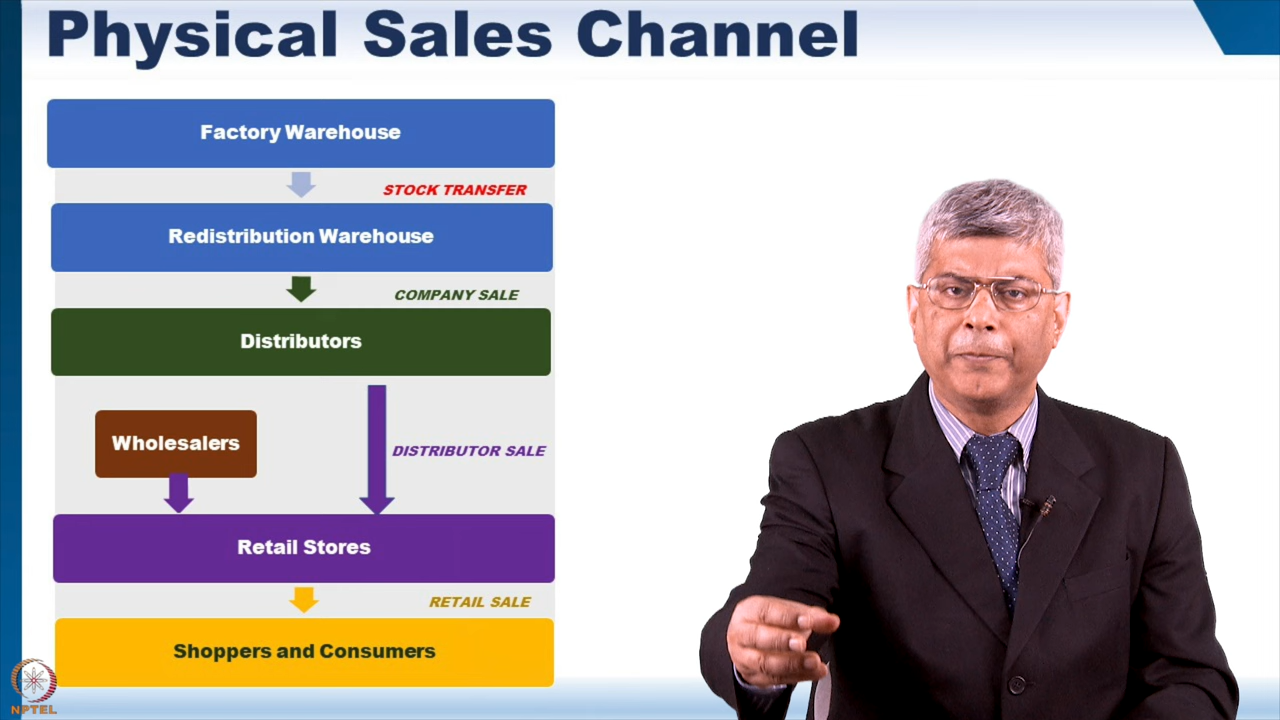 Physical Sales Channel
Factory Warehouse
STOCK TRANSFER
Redistribution Warehouse
COMPANY SALE
Distributors
Wholesalers
DISTRIBUTOR SALE
Retail Stores
RETAIL SALE
Shoppers and Consumers
NPTEL